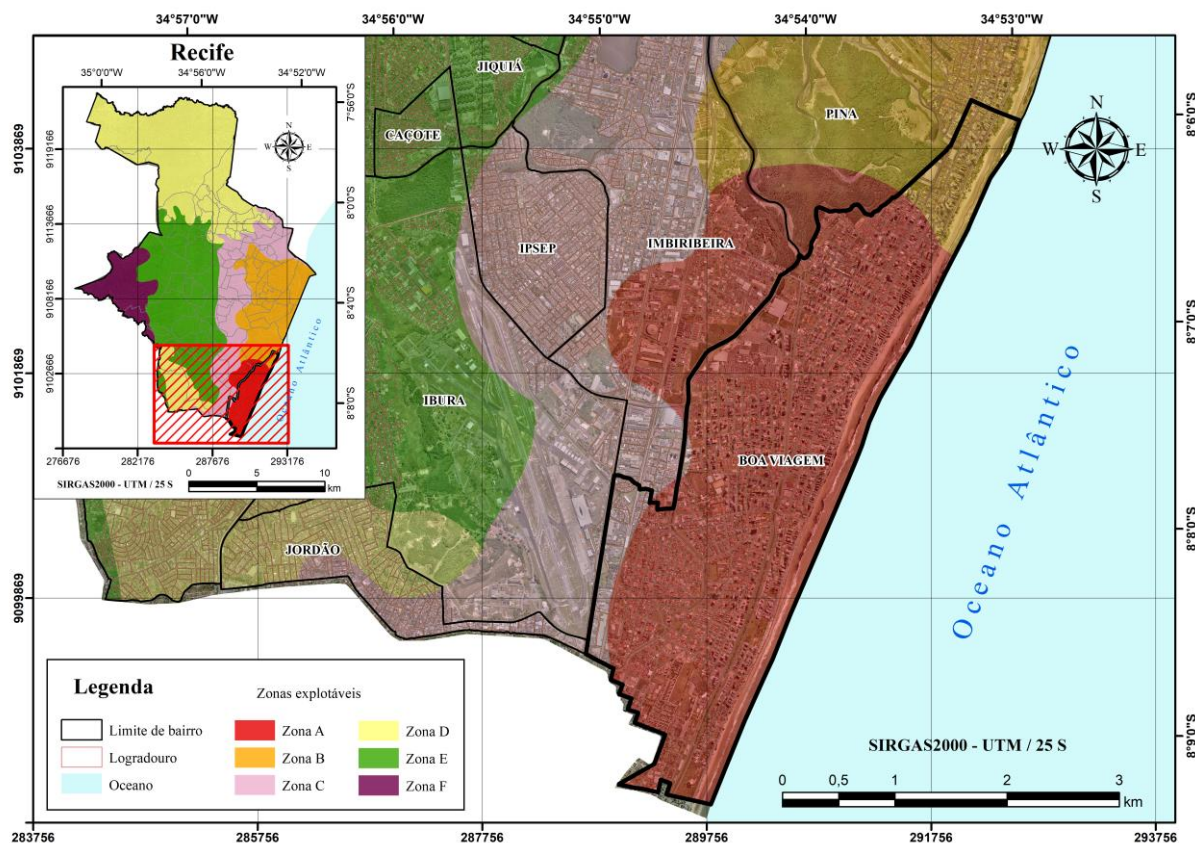 34°57'0"W 34°56'0"W 34°55'0"W 34°54'0"W 34°53'0"W
Recife
35°0'0"W 34°56'0"W 34°52'0"W
7°56'0"S
8°0'0"S
8°4'0"S
8°8'0"S
9119166
9113666
9108166
9102666
276676 282176 287676 293176
N
W E
S
Oceano Atlântico
SIRGAS2000 - UTM / 25 S
0 5 10
km
9103869
9101869
9099869
JIQUIÁ
CAÇOTE
PINA
IPSEP
IMBIRIBEIRA
IBURA
BOA VIAGEM
JORDÃO
N
W E
S
Oceano Atlântico
8°6'0"S
8°7'0"S
8°8'0"S
8°9'0"S
Legenda
Zonas explotáveis
Limite de bairro
Logradouro
Oceano
Zona A
Zona B
Zona C
Zona D
Zona E
Zona F
SIRGAS2000 - UTM / 25 S
0 0,5 1 2 3
km
283756 285756 287756 289756 291756 293756